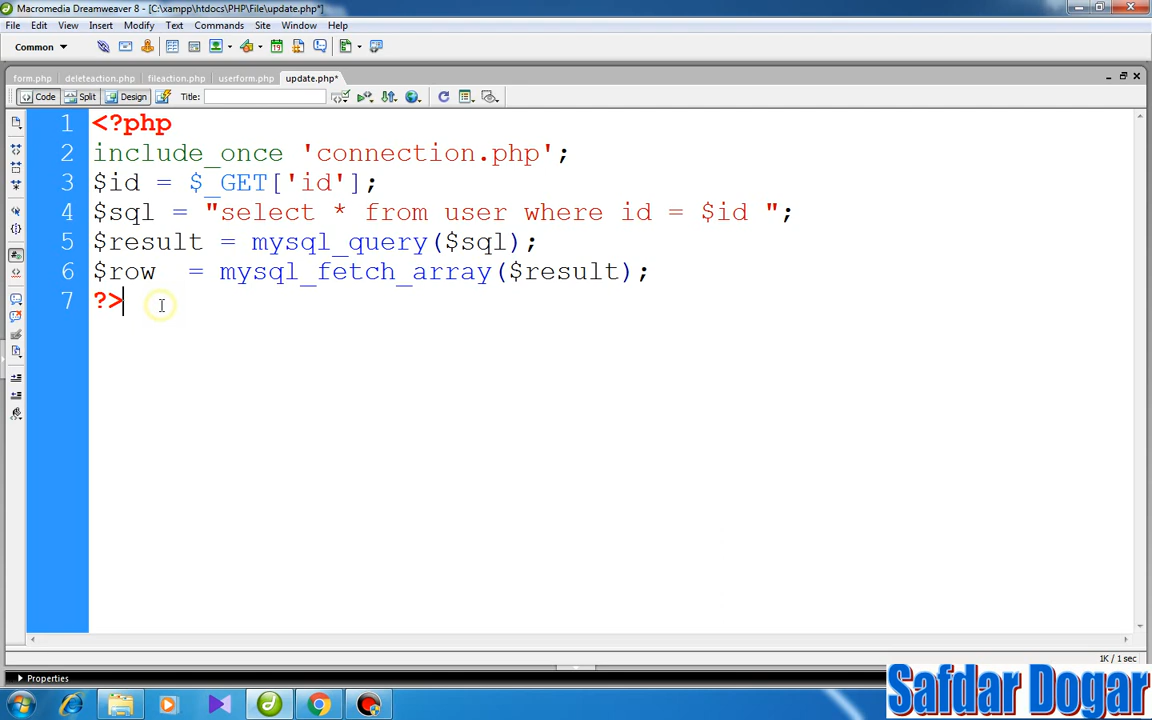 Macromedia Dreamweaver 8 - [C:\xampp\htdocs\PHP\File\update.php*]
File Edit View Insert Modify Text Commands Site Window Help
Common
form.php deleteaction.php fileaction.php userform.php update.php*
Code Split Design Title:
1 <?php
2 include_once 'connection.php';
3 $id = $_GET['id'];
4 $sql = "select * from user where id = $id ";
5 $result = mysql_query($sql);
6 $row  = mysql_fetch_array($result);
7 ?>
1K / 1 sec
Properties
Safdar Dogar